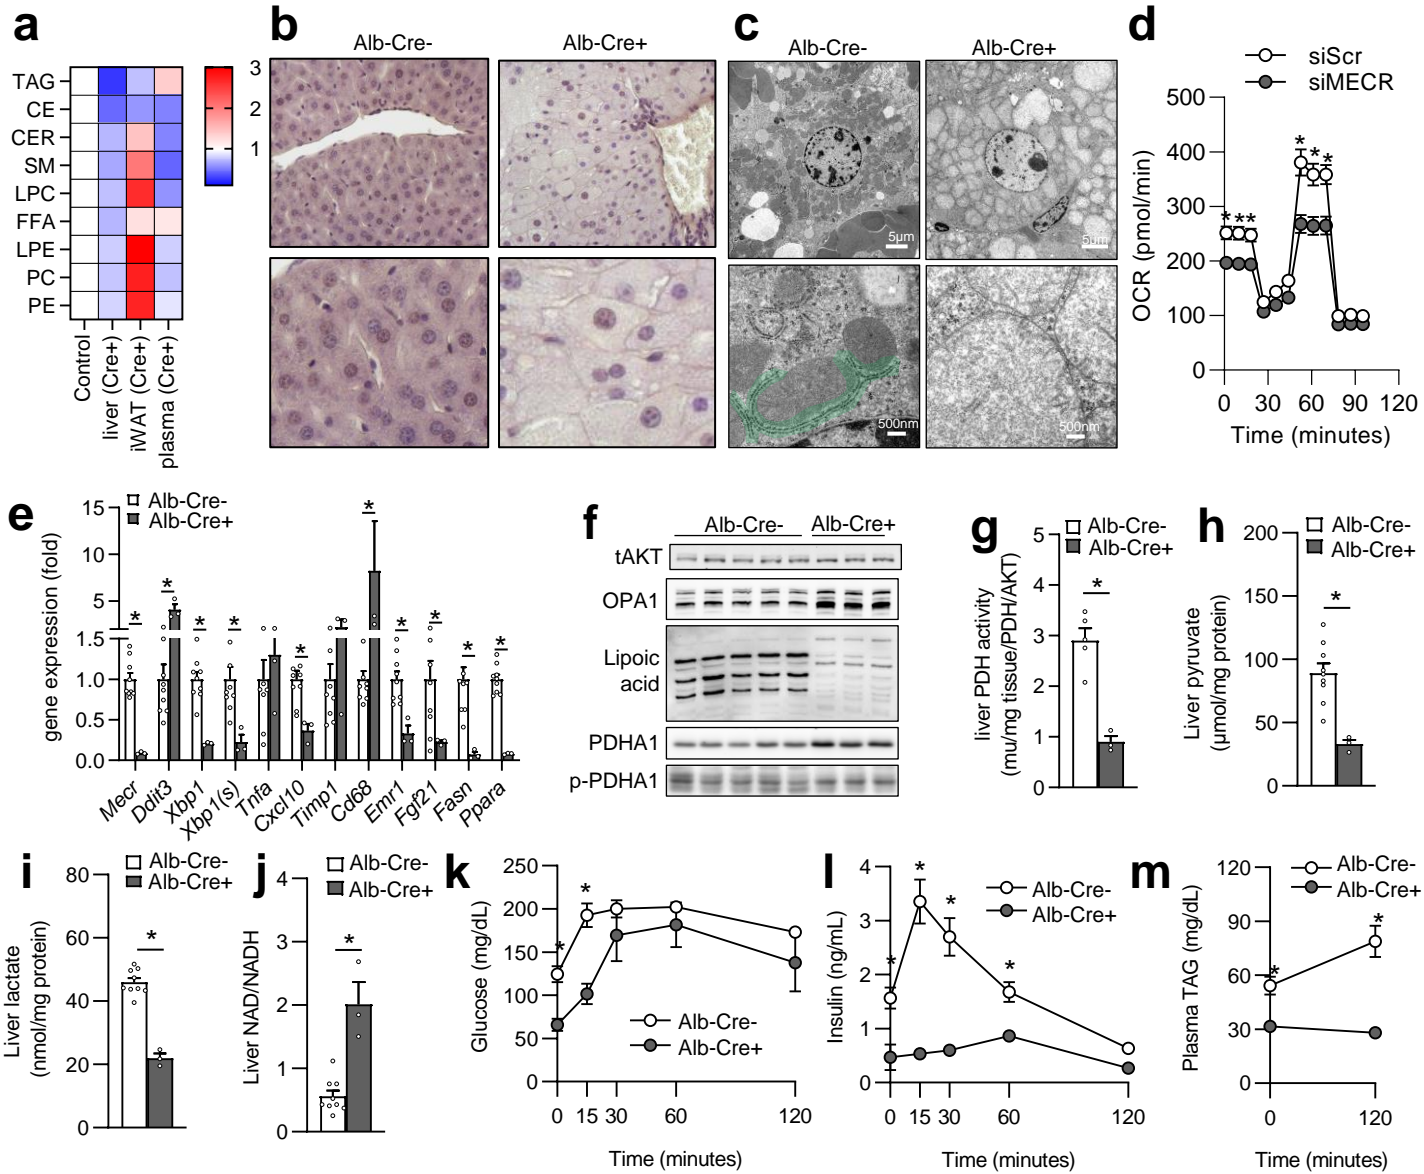 a
TAG
CE
CER
SM
LPC
FFA
LPE
PC
PE
Control
liver (Cre+)
iWAT (Cre+)
plasma (Cre+)
3
2
1
b
Alb-Cre-
Alb-Cre+
c
Alb-Cre-
Alb-Cre+
5μm
5μm
500nm
500nm
d
siScr
siMECR
OCR (pmol/min)
500
400
300
200
100
0
* **
* * *
0 30 60 90 120
Time (minutes)
e
Alb-Cre-
Alb-Cre+
gene expression (fold)
15
10
5
1.5
1.0
0.5
0.0
* * * * * * * * * *
Mecr
Ddit3
Xbp1
Xbp1(s)
Tnfa
Cxcl10
Timp1
Cd68
Emr1
Fgf21
Fasn
Ppara
f
Alb-Cre- Alb-Cre+
tAKT
OPA1
Lipoic
acid
PDHA1
p-PDHA1
g
Alb-Cre-
Alb-Cre+
liver PDH activity
(mu/mg tissue/PDH/AKT)
5
4
3
2
1
0
*
h
Alb-Cre-
Alb-Cre+
Liver pyruvate
(μmol/mg protein)
200
150
100
50
0
*
i
Alb-Cre-
Alb-Cre+
Liver lactate
(nmol/mg protein)
80
60
40
20
0
*
j
Alb-Cre-
Alb-Cre+
Liver NAD/NADH
4
3
2
1
0
*
k
Glucose (mg/dL)
250
200
150
100
50
0
* *
Alb-Cre-
Alb-Cre+
0 15 30 60 120
Time (minutes)
l
Insulin (ng/mL)
4
3
2
1
0
* * * *
Alb-Cre-
Alb-Cre+
0 15 30 60 120
Time (minutes)
m
Plasma TAG (mg/dL)
120
90
60
30
0
* *
Alb-Cre-
Alb-Cre+
0 120
Time (minutes)